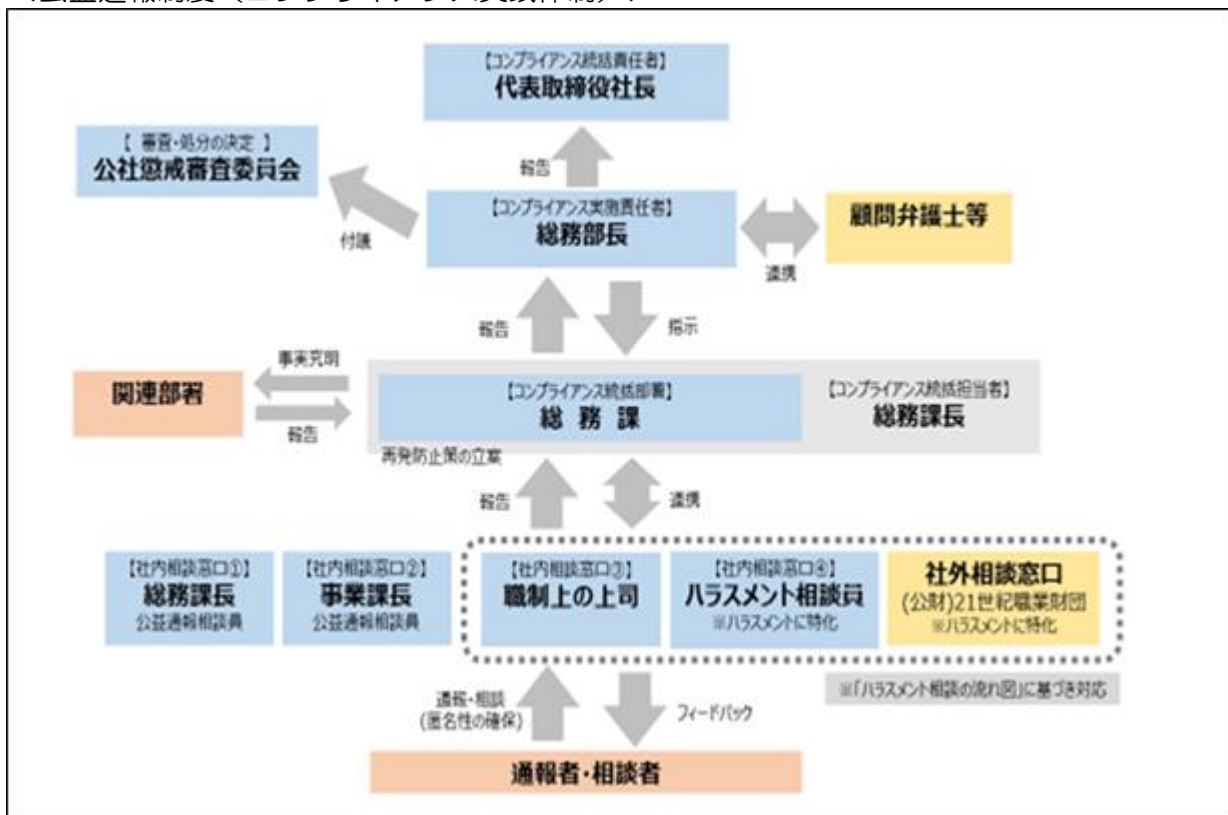 【コンプライアンス統括責任者】
代表取締役社長
【 審査・処分の決定 】
公社懲戒審査委員会
報告
付議
【コンプライアンス実施責任者】
総務部長
顧問弁護士等
連携
報告
指示
関連部署
事実究明
報告
【コンプライアンス統括部署】
総 務 課
【コンプライアンス統括担当者】
総務課長
再発防止策の立案
報告
連携
【社内相談窓口①】
総務課長
公益通報相談員
【社内相談窓口②】
事業課長
公益通報相談員
【社内相談窓口③】
職制上の上司
【社内相談窓口④】
ハラスメント相談員
※ハラスメントに特化
社外相談窓口
(公財)21世紀職業財団
※ハラスメントに特化
※「ハラスメント相談の流れ図」に基づき対応
通報・相談
(匿名性の確保)
フィードバック
通報者・相談者